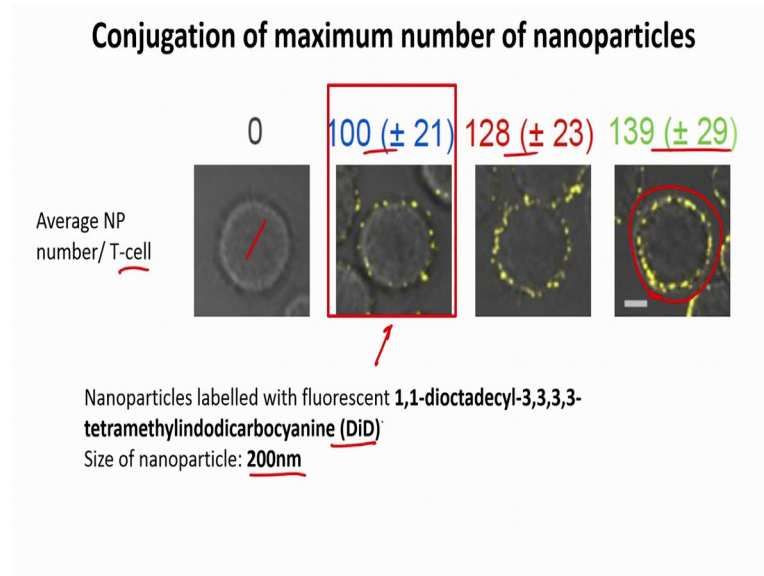 Conjugation of maximum number of nanoparticles
0 100 (± 21) 128 (± 23) 139 (± 29)
Average NP
number/ T-cell
Nanoparticles labelled with fluorescent 1,1-dioctadecyl-3,3,3,3-
tetramethylindodicarbocyanine (DiD)
Size of nanoparticle: 200nm